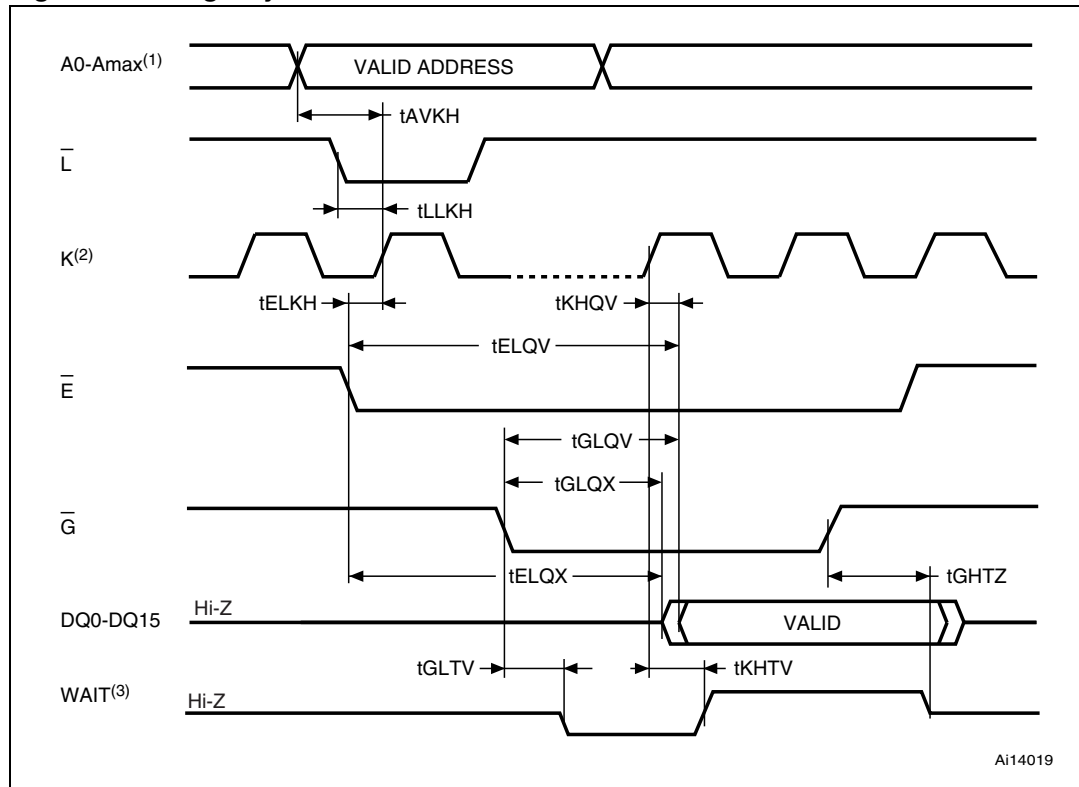 A0-Amax(1)
VALID ADDRESS
tAVKH
L
tLLKH
K(2)
tELKH
tKHQV
tELQV
E
tGLQV
tGLQX
G
tELQX
tGHTZ
DQ0-DQ15
Hi-Z
VALID
tGLTV
tKHTV
WAIT(3)
Hi-Z
Ai14019